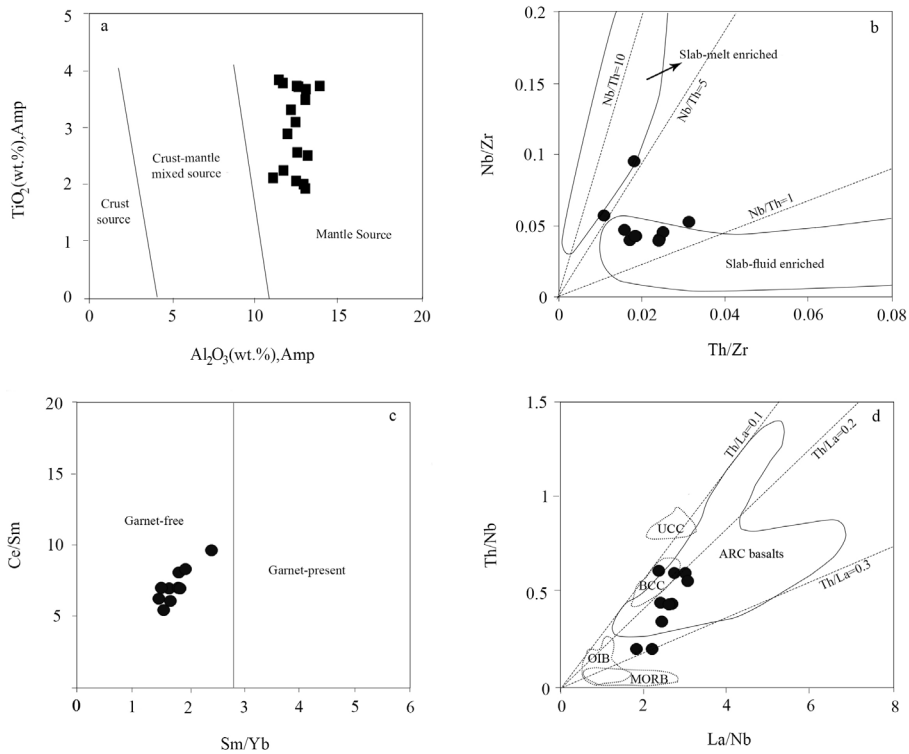 a
5
4
3
2
1
0
TiO2(wt.%),Amp
Crust-mantle
mixed source
Crust
source
Mantle Source
0
5
10
15
20
Al2O3(wt.%),Amp
b
0.2
0.15
0.1
0.05
0
Nb/Zr
Slab-melt enriched
Nb/Th=10
Nb/Th=5
Nb/Th=1
Slab-fluid enriched
0
0.02
0.04
0.06
0.08
Th/Zr
c
20
15
10
5
0
Ce/Sm
Garnet-free
Garnet-present
0
1
2
3
4
5
6
Sm/Yb
d
1.5
1
0.5
0
Th/Nb
Th/La=0.1
Th/La=0.2
UCC
ARC basalts
BCC
Th/La=0.3
OIB
MORB
0
2
4
6
8
La/Nb